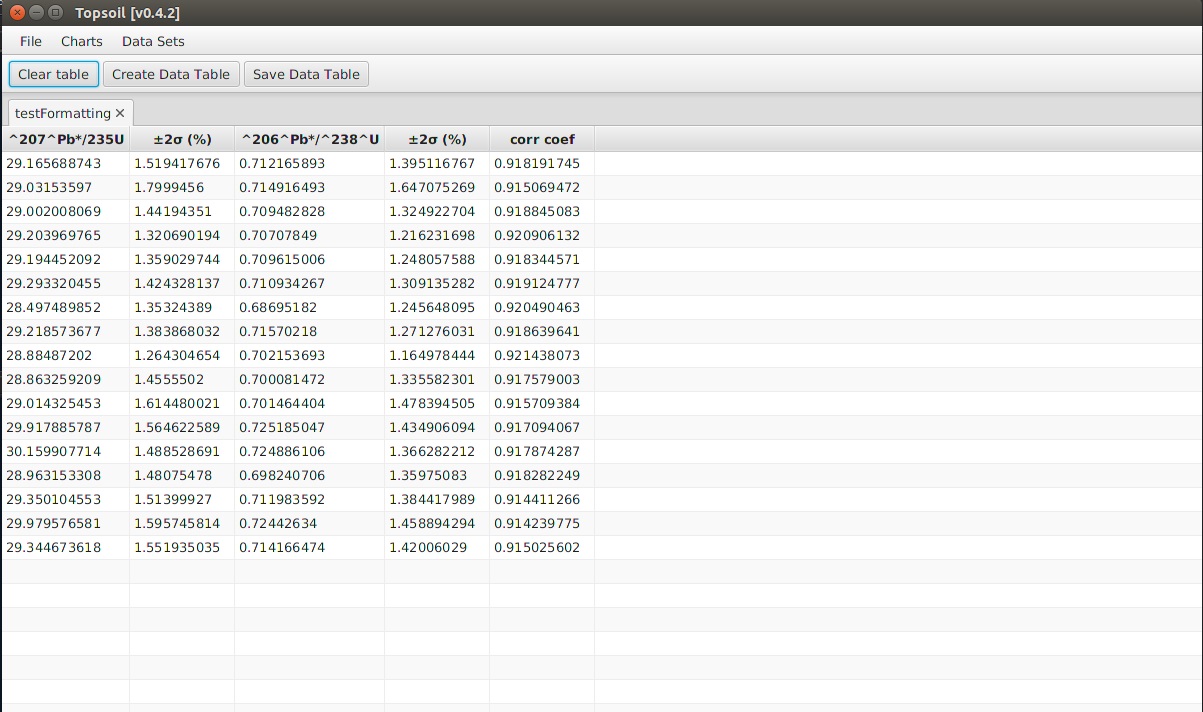 Topsoil [v0.4.2]
File Charts Data Sets
Clear table Create Data Table Save Data Table
testFormatting ×
^207^Pb*/235U ±2σ (%) ^206^Pb*/^238^U ±2σ (%) corr coef
29.165688743 1.519417676 0.712165893 1.395116767 0.918191745
29.03153597 1.7999456 0.714916493 1.647075269 0.915069472
29.002008069 1.44194351 0.709482828 1.324922704 0.918845083
29.203969765 1.320690194 0.70707849 1.216231698 0.920906132
29.194452092 1.359029744 0.709615006 1.248057588 0.918344571
29.293320455 1.424328137 0.710934267 1.309135282 0.919124777
28.497489852 1.35324389 0.68695182 1.245648095 0.920490463
29.218573677 1.383868032 0.71570218 1.271276031 0.918639641
28.88487202 1.264304654 0.702153693 1.164978444 0.921438073
28.863259209 1.4555502 0.700081472 1.335582301 0.917579003
29.014325453 1.614480021 0.701464404 1.478394505 0.915709384
29.917885787 1.564622589 0.725185047 1.434906094 0.917094067
30.159907714 1.488528691 0.724886106 1.366282212 0.917874287
28.963153308 1.48075478 0.698240706 1.35975083 0.918282249
29.350104553 1.51399927 0.711983592 1.384417989 0.914411266
29.979576581 1.595745814 0.72442634 1.458894294 0.914239775
29.344673618 1.551935035 0.714166474 1.42006029 0.915025602